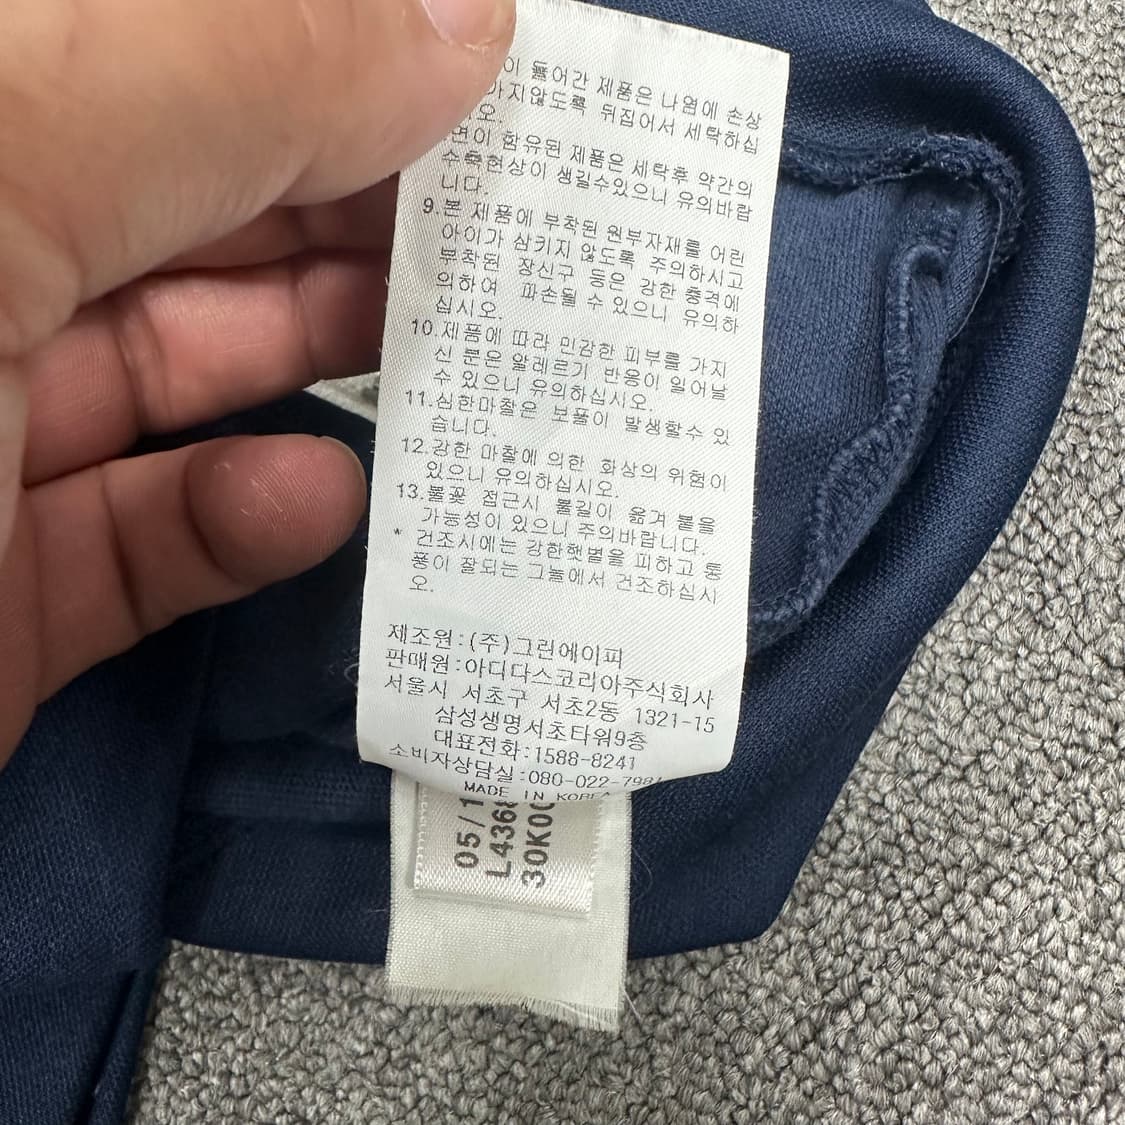 이 들어간 제품은 나염에 손상
가지않도록 뒤집어서 세탁하십
시오.
면이 함유된 제품은 세탁후 약간의
수축현상이 생길수있으니 유의바랍
니다.
9.본 제품에 부착된 원부자재를 어린
아이가 삼키지 않도록 주의하시고
부착된 장신구 등은 강한 충격에
의하여 파손될 수 있으니 유의하
십시오.
10.제품에 따라 민감한 피부를 가지
신 분은 알레르기 반응이 일어날
수 있으니 유의하십시오.
11.심한마찰은 보풀이 발생할수 있
습니다.
12.강한 마찰에 의한 화상의 위험이
있으니 유의하십시오.
13.불꽃 접근시 불길이 옮겨 붙을
가능성이 있으니 주의바랍니다.
* 건조시에는 강한햇볕을 피하고 통
풍이 잘되는 그늘에서 건조하십시
오.
제조원:(주)그린에이피
판매원:아디다스코리아주식회사
서울시 서초구 서초2동 1321-15
삼성생명서초타워9층
대표전화:1588-8241
소비자상담실:080-022-7981
MADE IN KOREA
05/1
L4368
30K00